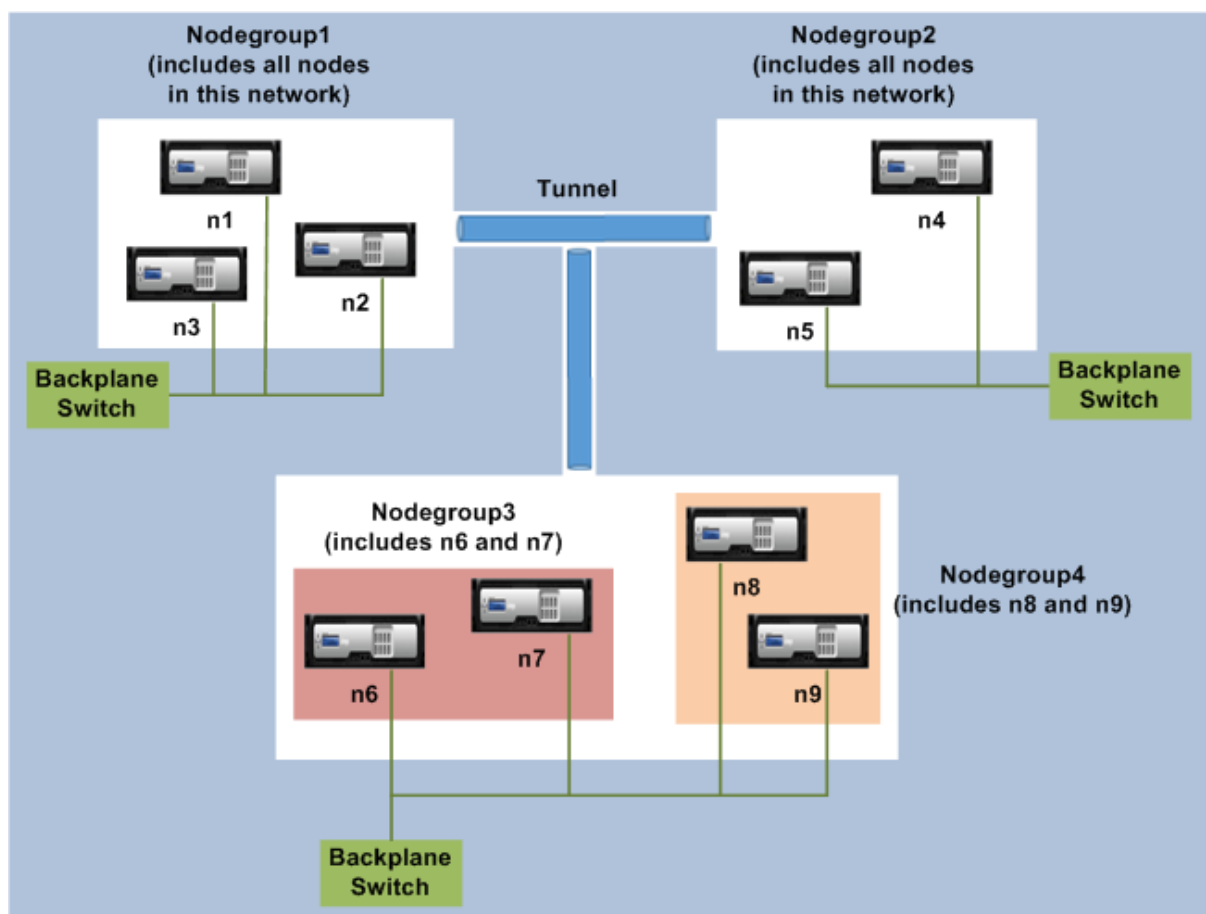 Nodegroup1
(includes all nodes
in this network)
Nodegroup2
(includes all nodes
in this network)
Tunnel
n1
n2
n3
n4
n5
Backplane
Switch
Backplane
Switch
Nodegroup3
(includes n6 and n7)
n6
n7
n8
n9
Nodegroup4
(includes n8 and n9)
Backplane
Switch